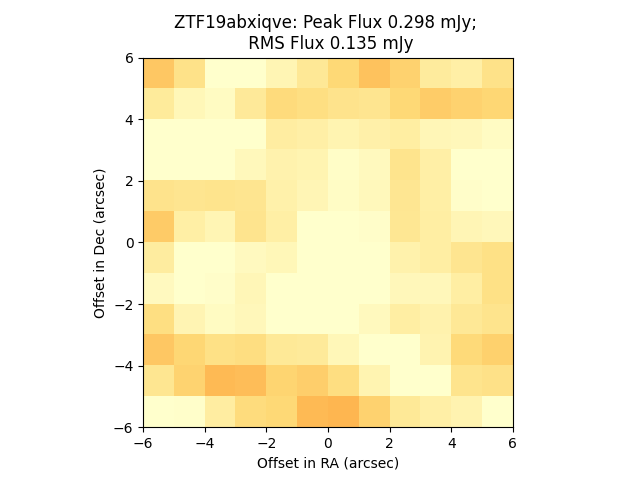 ZTF19abxiqve: Peak Flux 0.298 mJy;
RMS Flux 0.135 mJy
6
4
2
0
−2
−4
−6
Offset in Dec (arcsec)
−6 −4 −2 0 2 4 6
Offset in RA (arcsec)